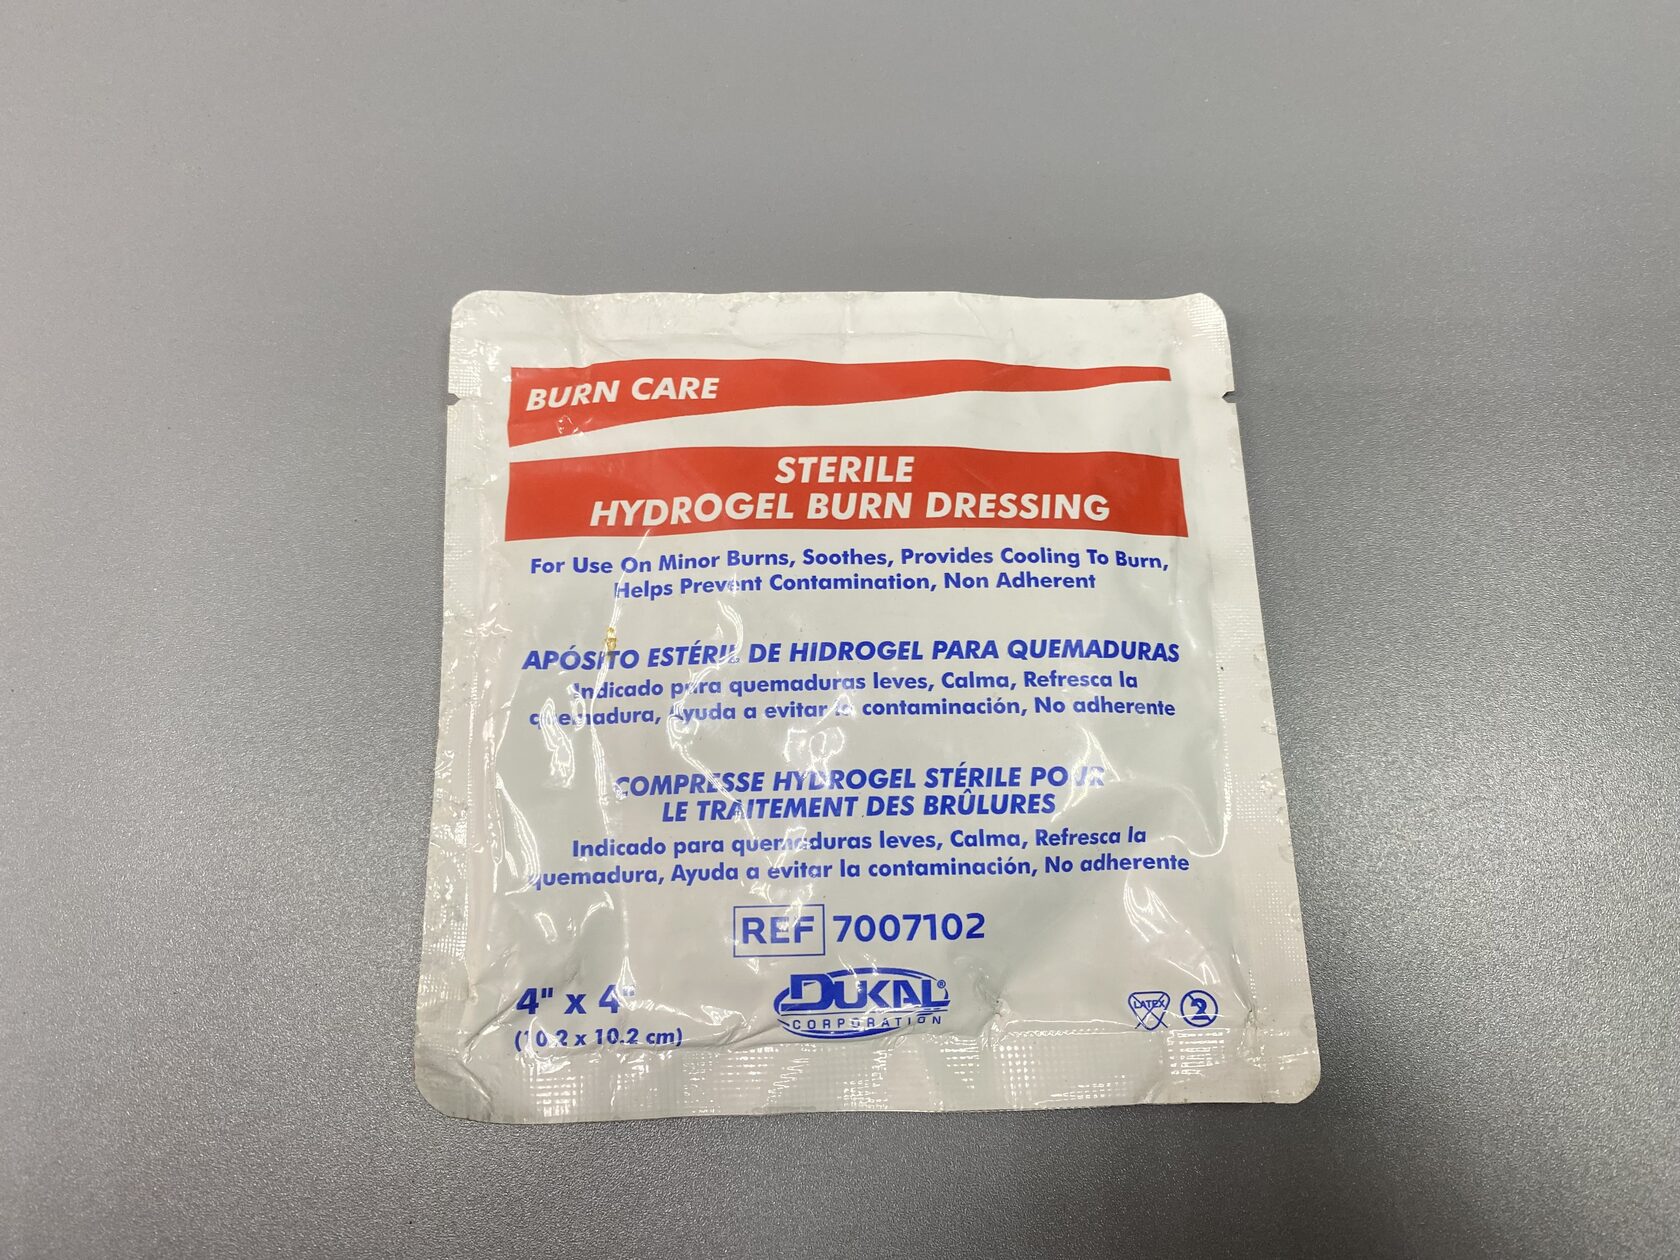 BURN CARE
STERILE
HYDROGEL BURN DRESSING
For Use On Minor Burns, Soothes, Provides Cooling To Burn,
Helps Prevent Contamination, Non Adherent
APÓSITO ESTÉRIL DE HIDROGEL PARA QUEMADURAS
Indicado para quemaduras leves, Calma, Refresca la
quemadura, Ayuda a evitar la contaminación, No adherente
COMPRESSE HYDROGEL STÉRILE POUR
LE TRAITEMENT DES BRÛLURES
Indicado para quemaduras leves, Calma, Refresca la
quemadura, Ayuda a evitar la contaminación, No adherente
REF 7007102
4" x 4"
(10.2 x 10.2 cm)
DUKAL®
CORPORATION
LATEX
2